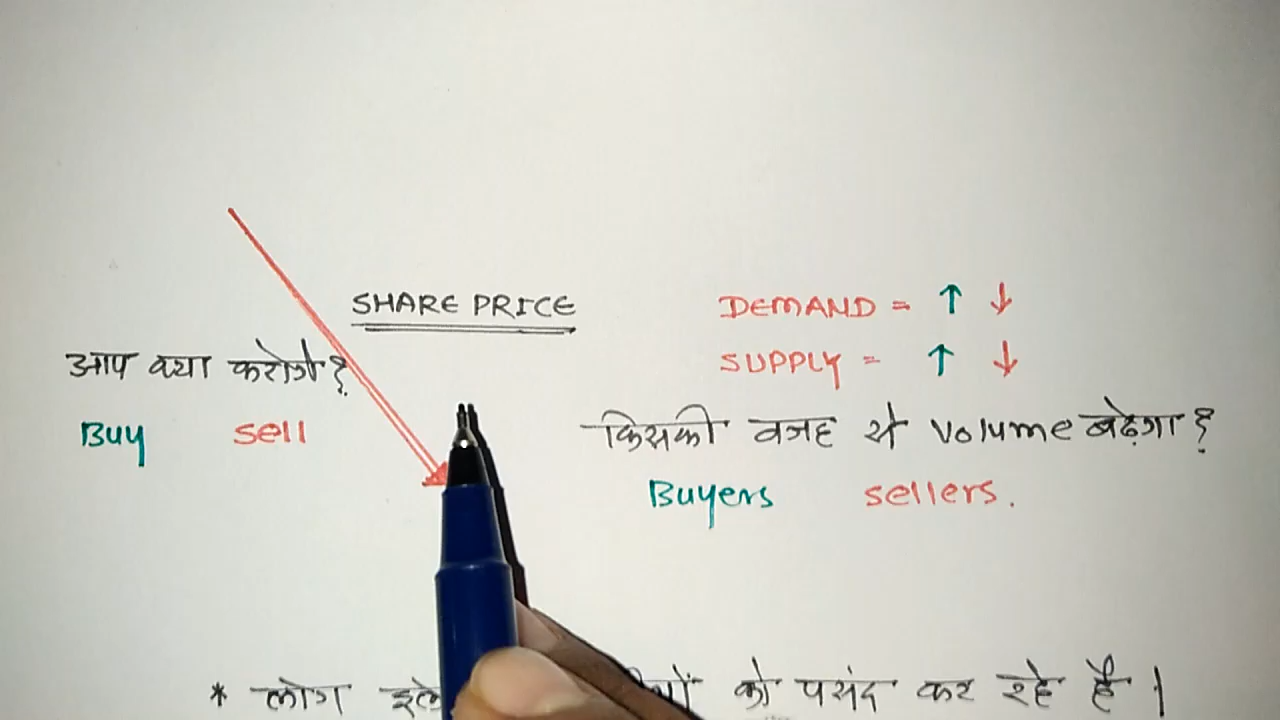 SHARE PRICE
आप क्या करोगे?
Buy sell
DEMAND = ↑ ↓
SUPPLY = ↑ ↓
किसकी वजह से volume बढ़ेगा?
Buyers sellers.
* लोग को पसंद कर रहे है ।